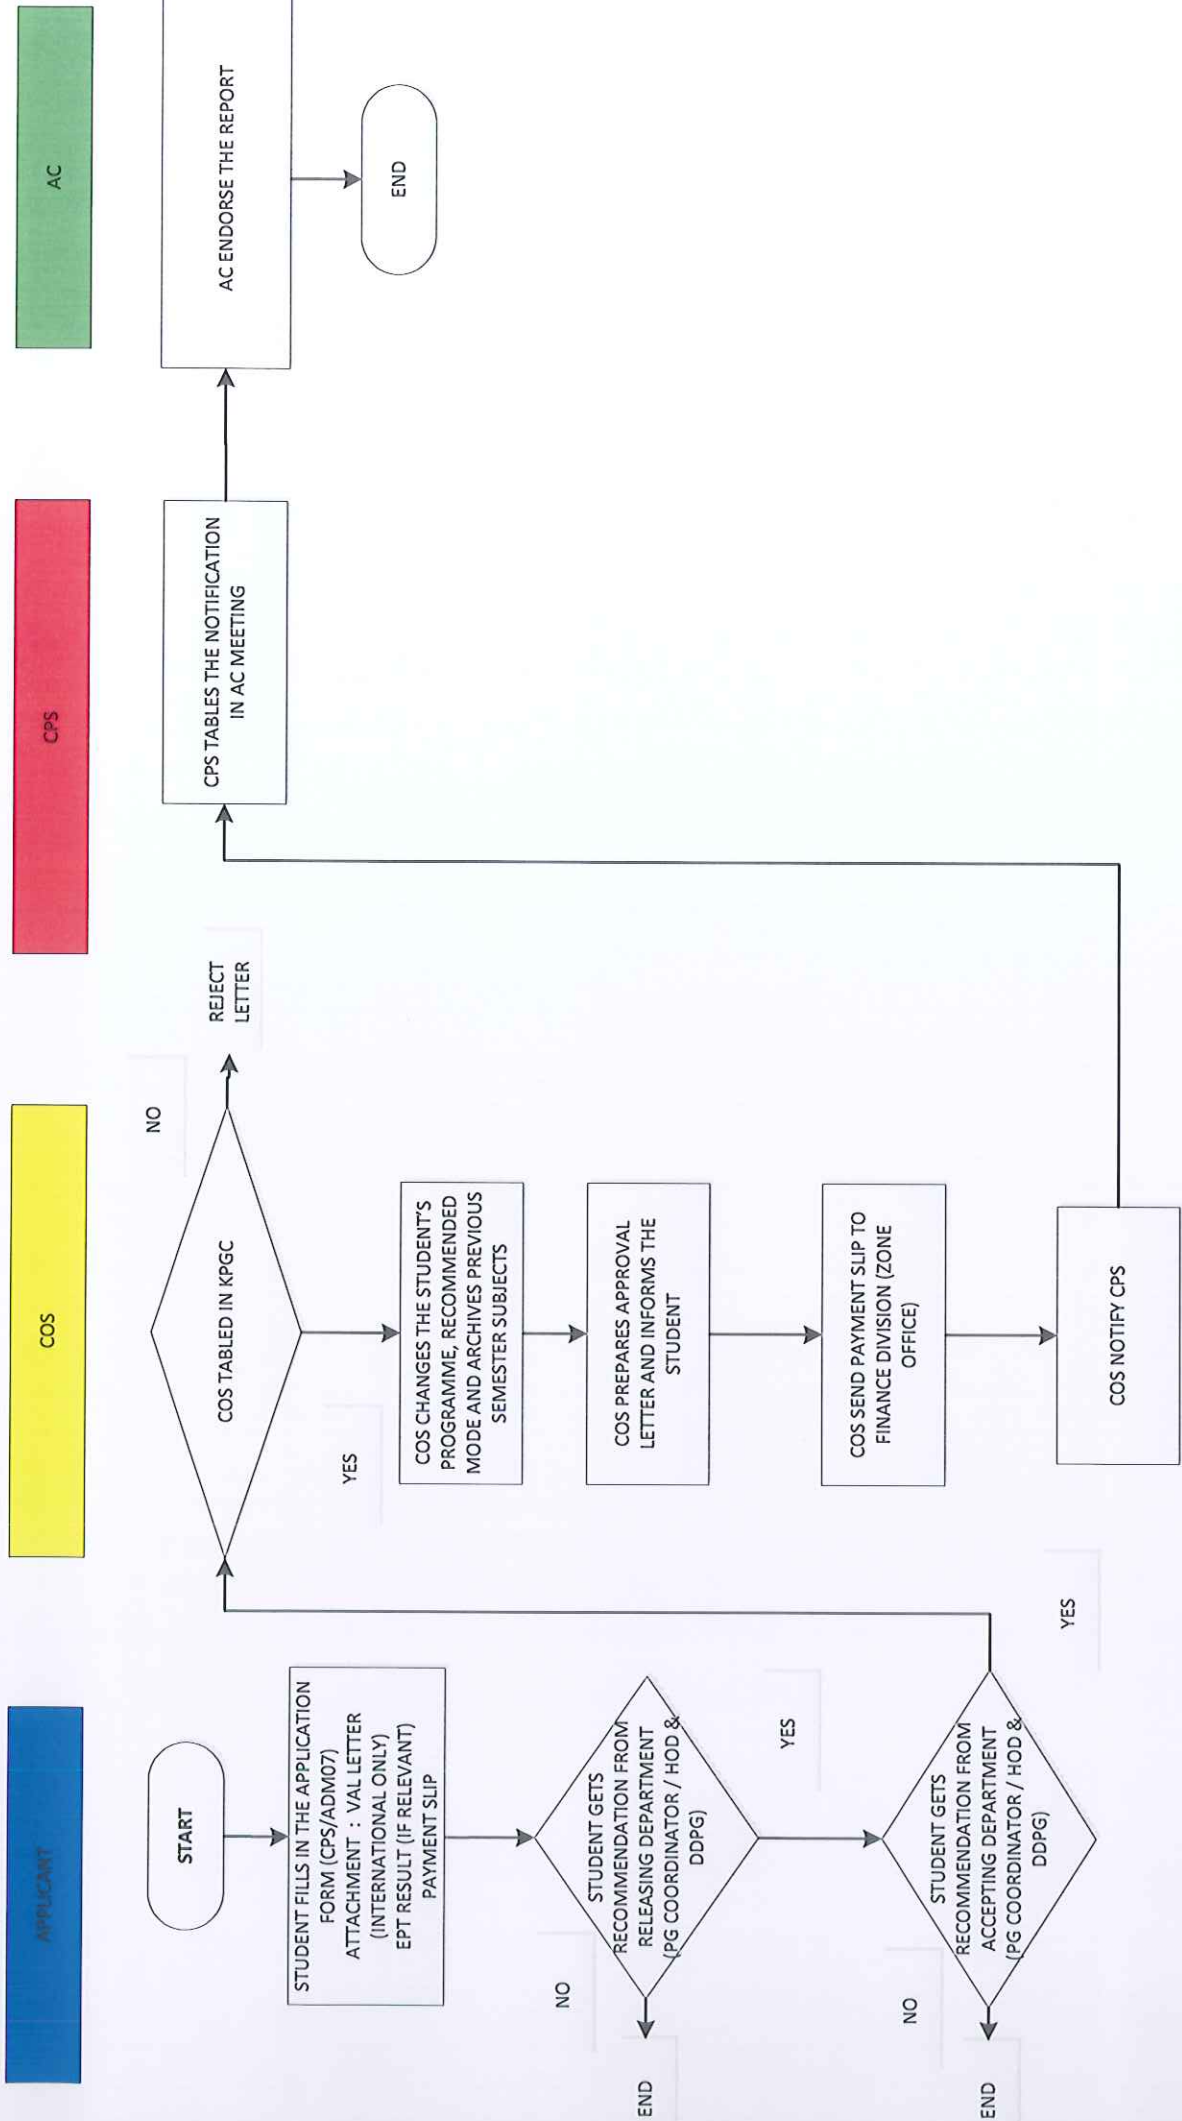 APPLICANT
COS
CPS
AC
START
STUDENT FILLS IN THE APPLICATION
FORM (CPS/ADM07)
ATTACHMENT : VAL LETTER
(INTERNATIONAL ONLY)
EPT RESULT (IF RELEVANT)
PAYMENT SLIP
STUDENT GETS
RECOMMENDATION FROM
RELEASING DEPARTMENT
(PG COORDINATOR / HOD &
DDPG)
NO
END
YES
STUDENT GETS
RECOMMENDATION FROM
ACCEPTING DEPARTMENT
(PG COORDINATOR / HOD &
DDPG)
NO
END
YES
COS TABLED IN KPGC
NO
REJECT
LETTER
YES
COS CHANGES THE STUDENT'S
PROGRAMME, RECOMMENDED
MODE AND ARCHIVES PREVIOUS
SEMESTER SUBJECTS
COS PREPARES APPROVAL
LETTER AND INFORMS THE
STUDENT
COS SEND PAYMENT SLIP TO
FINANCE DIVISION (ZONE
OFFICE)
COS NOTIFY CPS
CPS TABLES THE NOTIFICATION
IN AC MEETING
AC ENDORSE THE REPORT
END